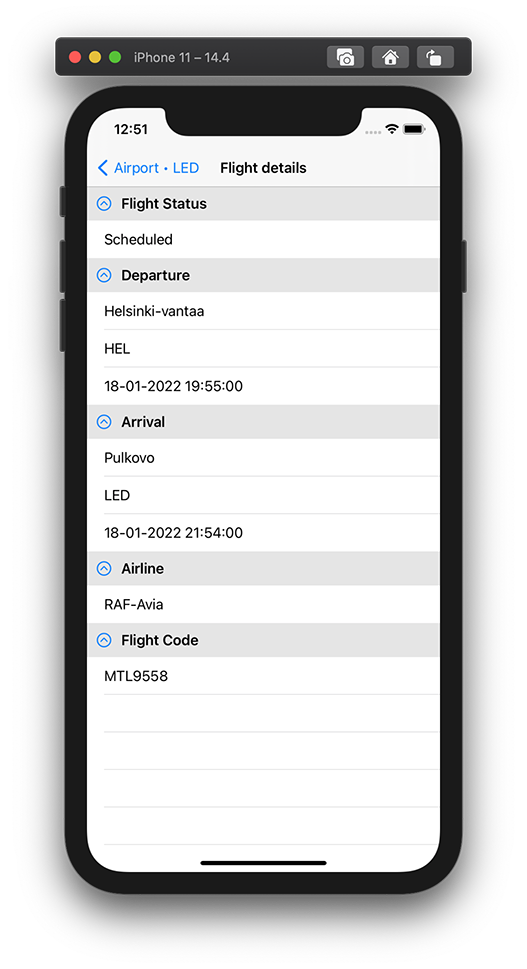 iPhone 11 – 14.4
12:51
Airport • LED Flight details
Flight Status
Scheduled
Departure
Helsinki-vantaa
HEL
18-01-2022 19:55:00
Arrival
Pulkovo
LED
18-01-2022 21:54:00
Airline
RAF-Avia
Flight Code
MTL9558